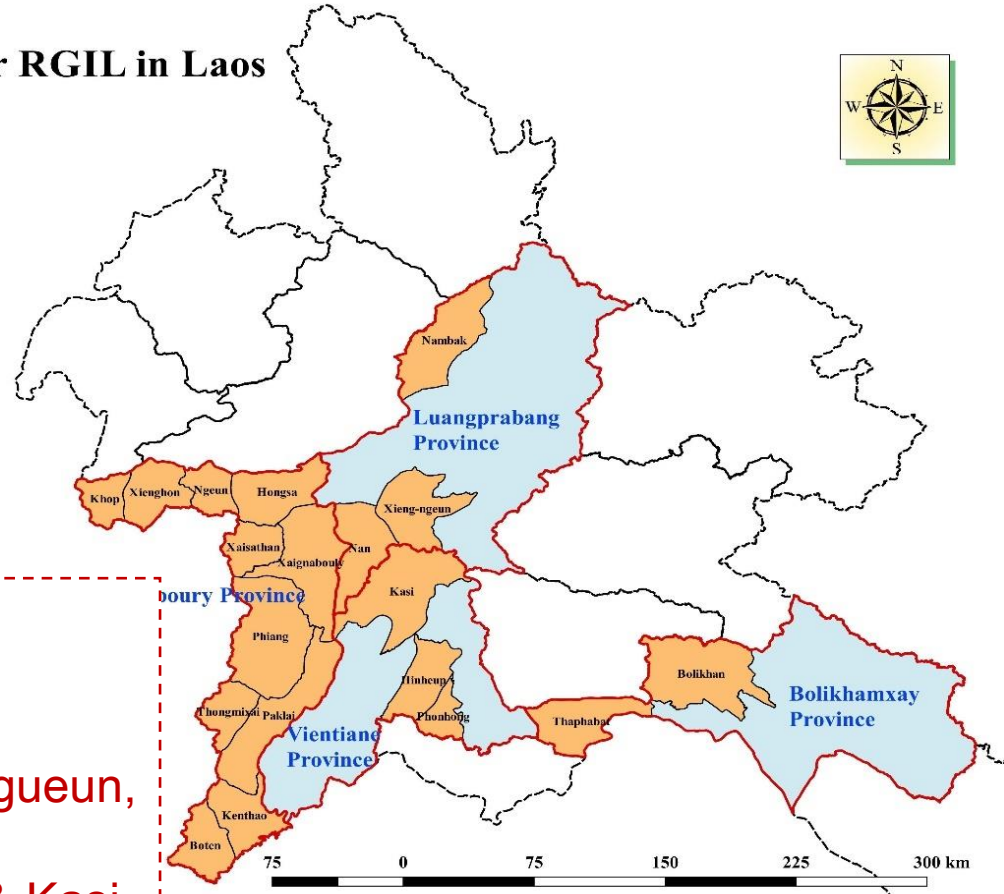 r RGIL in Laos
N
W E
S
Nambak
Luangprabang
Province
Khop Xienghon Ngeun Hongsa
Xieng-ngeun
Xaisathan Nan
Xaignabouly
Kasi
boury Province
Phiang
Bolikhan
Hinheup
Bolikhamxay
Province
Thongmixai Paklai Phonhong Thaphabat
Vientiane
Province
gueun,
Kenthao
Boten
Kasi
75 0 75 150 225 300 km